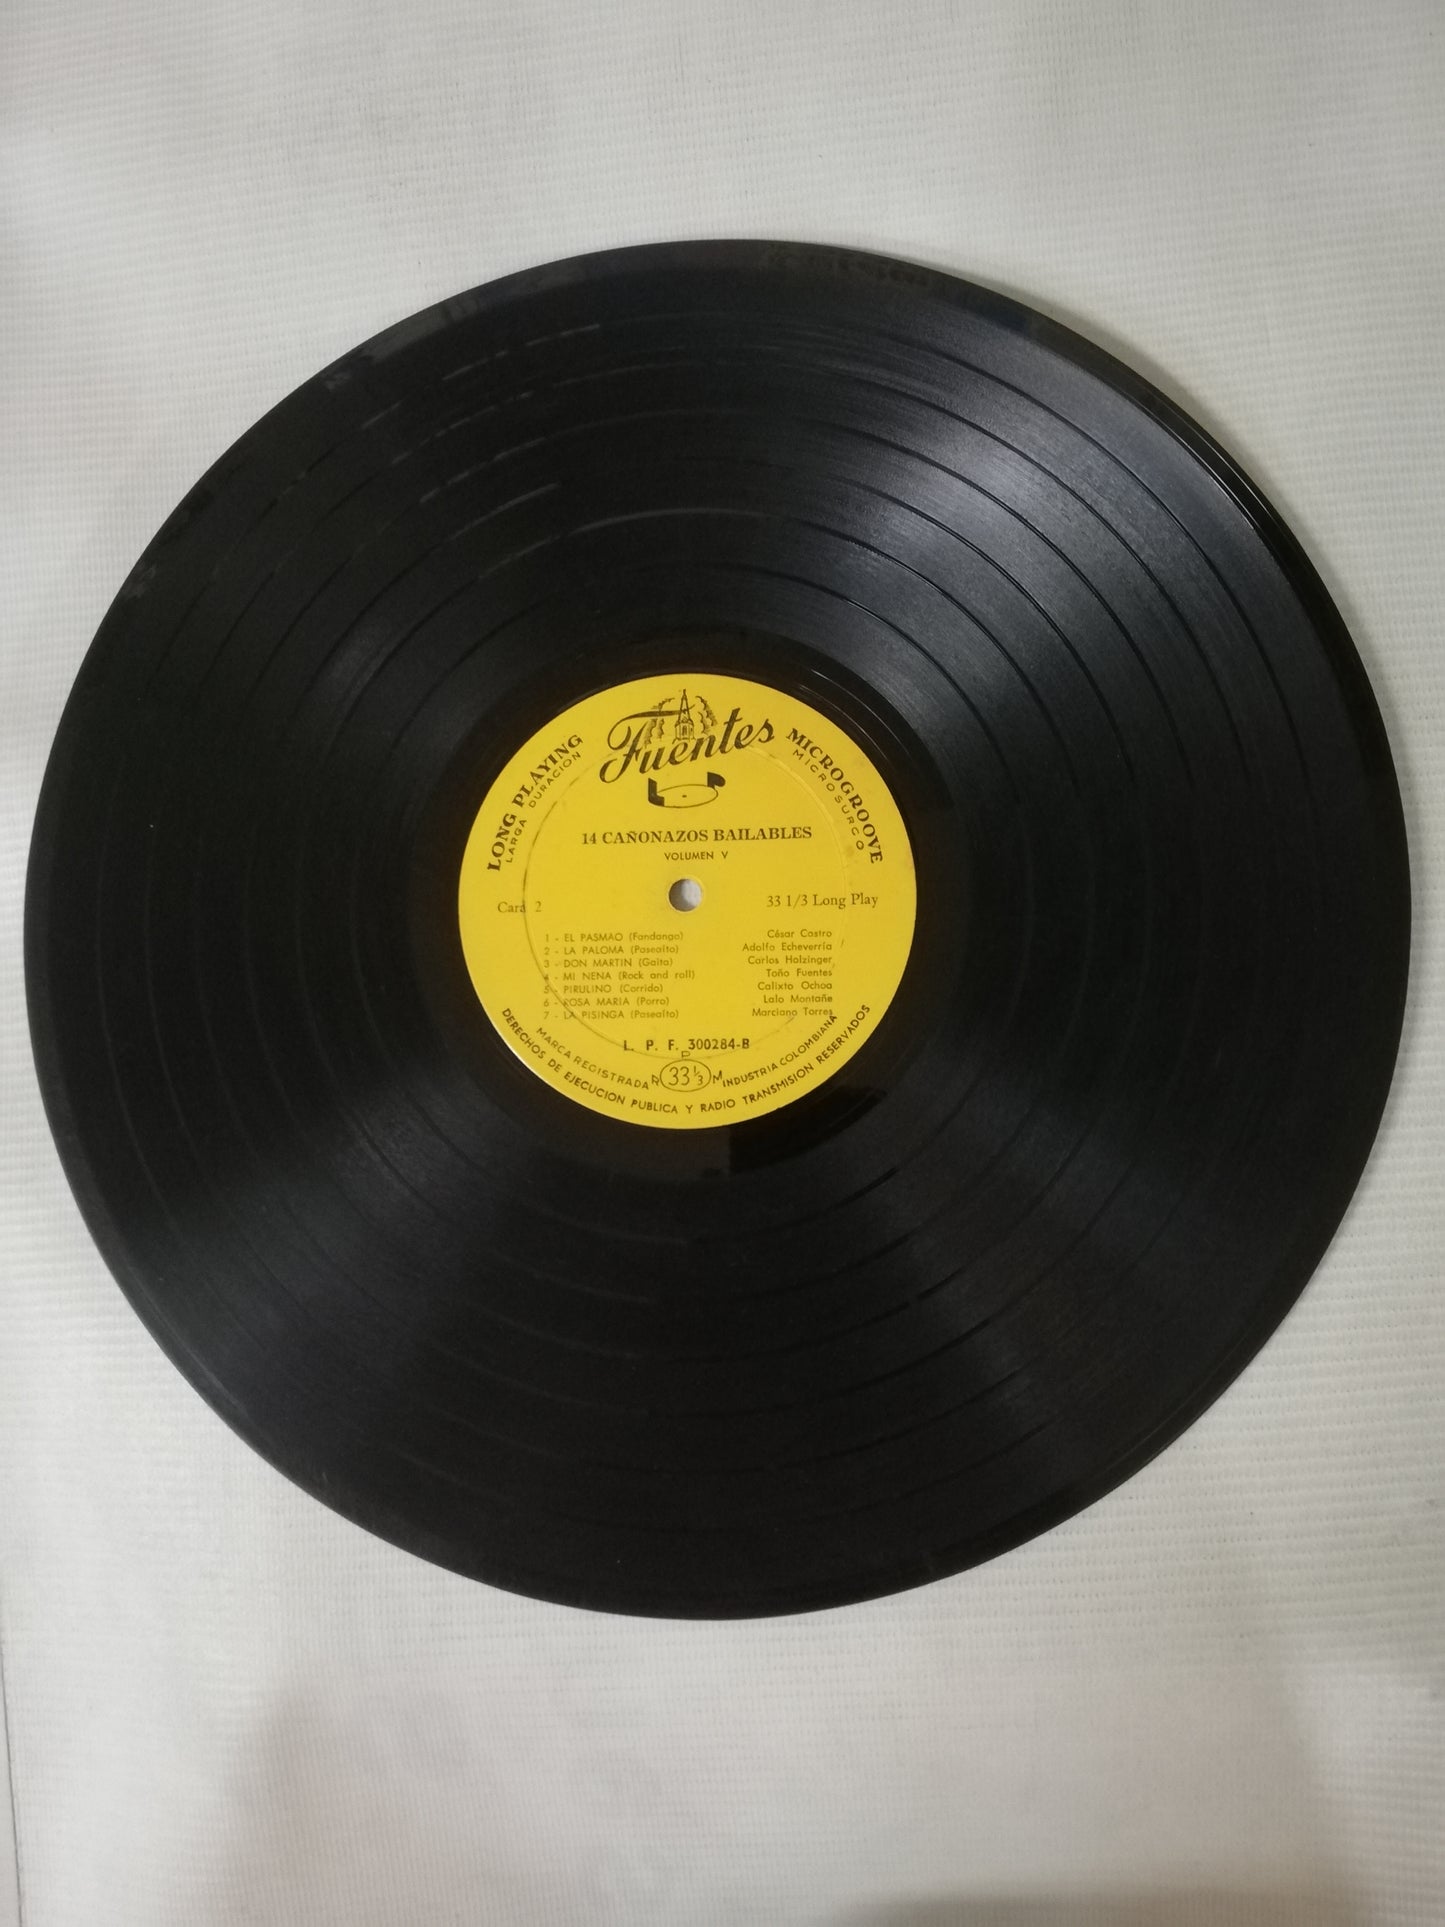 Fuentes
LONG PLAYING
LARGA DURACION
MICROGROOVE
MICROSURCO
14 CAÑONAZOS BAILABLES
VOLUMEN V
Cara 2
33 1/3 Long Play
1 - EL PASMAO (Fandango) César Castro
2 - LA PALOMA (Paseaíto) Adolfo Echeverría
3 - DON MARTIN (Gaita) Carlos Holzinger
4 - MI NENA (Rock and roll) Toño Fuentes
5 - PIRULINO (Corrido) Calixto Ochoa
6 - ROSA MARIA (Porro) Lalo Montañe
7 - LA PISINGA (Paseaíto) Marciano Torres
L. P. F. 300284-B
MARCA REGISTRADA R P 33 1/3 M INDUSTRIA COLOMBIANA
DERECHOS DE EJECUCION PUBLICA Y RADIO TRANSMISION RESERVADOS